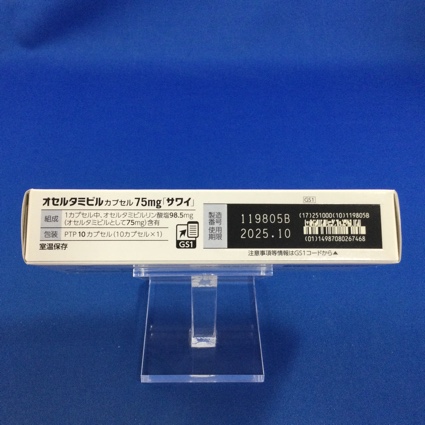 オセルタミビルカプセル75mg「サワイ」
組成 1カプセル中、オセルタミビルリン酸塩98.5mg
(オセルタミビルとして75mg)含有
包装 PTP10カプセル(10カプセル×1)
室温保存
GS1
製造番号 119805B
使用期限 2025.10
GS1
(17)251000(10)119805B
(01)14987080267468
注意事項等情報はGS1コードから▲